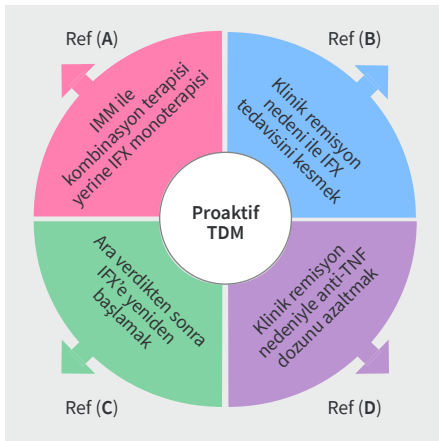 Ref (A)
Ref (B)
IMM ile
kombinasyon terapisi
yerine IFX monoterapisi
Klinik remisyon
nedeni ile IFX
tedavisini kesmek
Proaktif
TDM
Ara verdikten sonra
IFX'e yeniden
başlamak
Klinik remisyon
nedeniyle anti-TNF
dozunu azaltmak
Ref (C)
Ref (D)